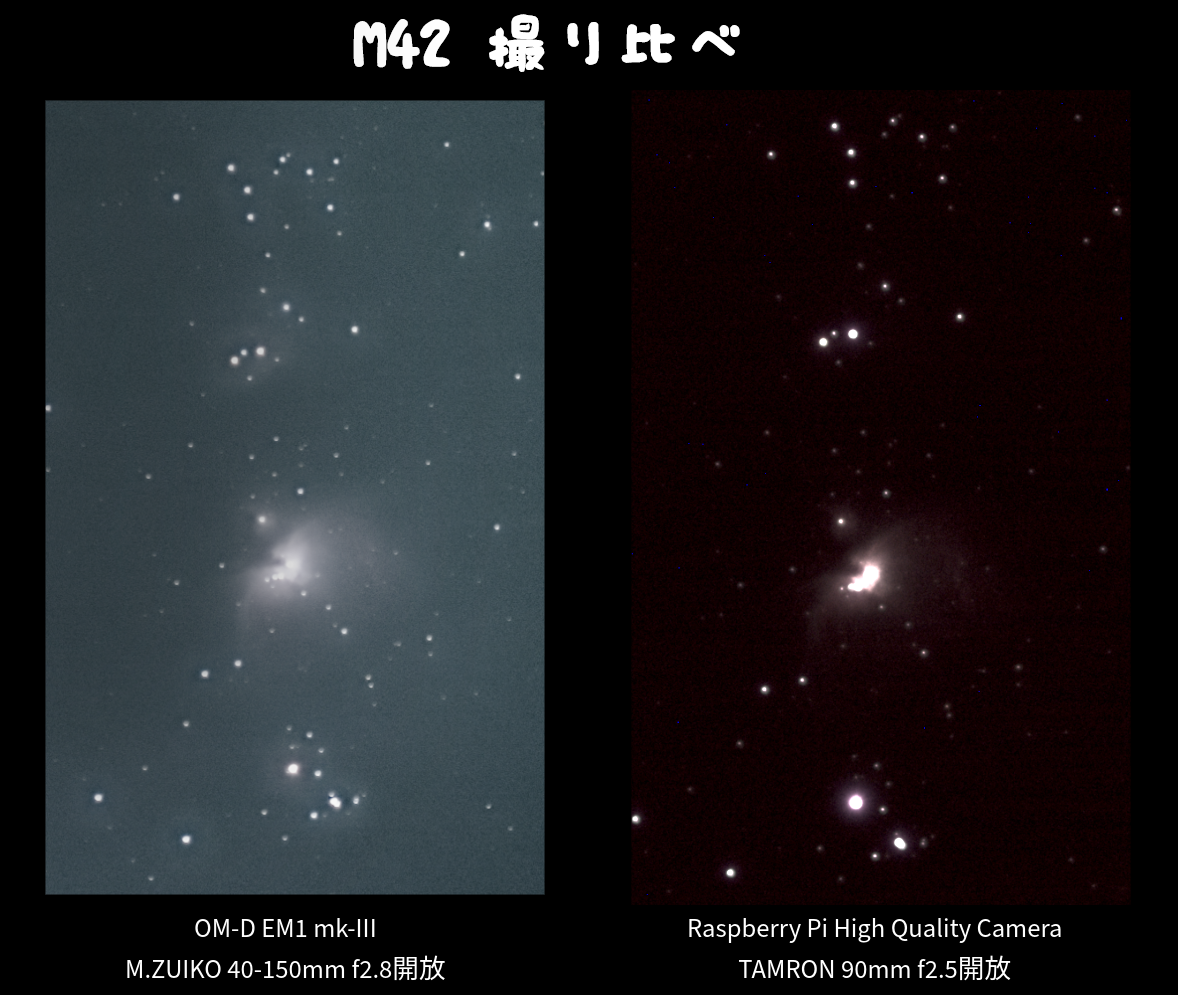 M42 撮り比べ
OM-D EM1 mk-III
M.ZUIKO 40-150mm f2.8開放
Raspberry Pi High Quality Camera
TAMRON 90mm f2.5開放